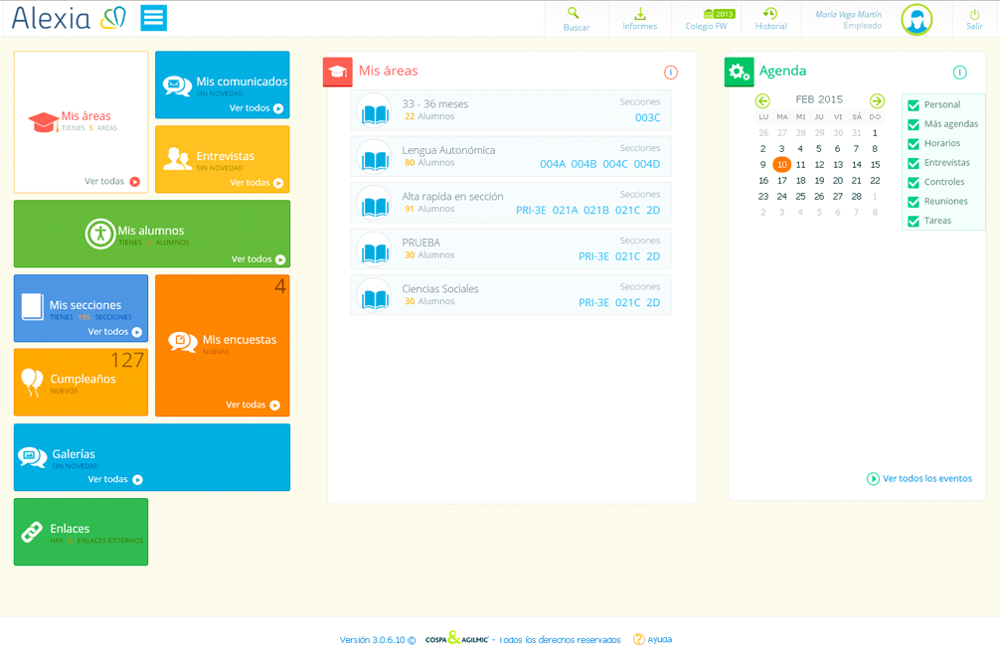 Alexia
Buscar
Informes
2013
Colegio FW
Historial
María Vega Martín
Empleado
Salir
Mis áreas
TIENES 5 AREAS
Ver todas
Mis comunicados
SIN NOVEDAD
Ver todos
Entrevistas
SIN NOVEDAD
Ver todas
Mis alumnos
TIENES ALUMNOS
Ver todos
Mis secciones
TIENES 195 SECCIONES
Ver todos
4
Mis encuestas
NUEVAS
Ver todas
127
Cumpleaños
NUEVOS
Galerías
SIN NOVEDAD
Ver todas
Enlaces
HAY ENLACES EXTERNOS
Mis áreas
33 - 36 meses
22 Alumnos
Secciones
003C
Lengua Autonómica
80 Alumnos
Secciones
004A 004B 004C 004D
Alta rapida en sección
91 Alumnos
Secciones
PRI-3E 021A 021B 021C 2D
PRUEBA
30 Alumnos
Secciones
PRI-3E 021C 2D
Ciencias Sociales
30 Alumnos
Secciones
PRI-3E 021C 2D
Agenda
FEB 2015
LU MA MI JU VI SÁ DO
26 27 28 29 30 31 1
2 3 4 5 6 7 8
9 10 11 12 13 14 15
16 17 18 19 20 21 22
23 24 25 26 27 28 1
2 3 4 5 6 7 8
Personal
Más agendas
Horarios
Entrevistas
Controles
Reuniones
Tareas
Ver todos los eventos
Versión 3.0.6.10 © COSPA & AGILMIC - Todos los derechos reservados Ayuda